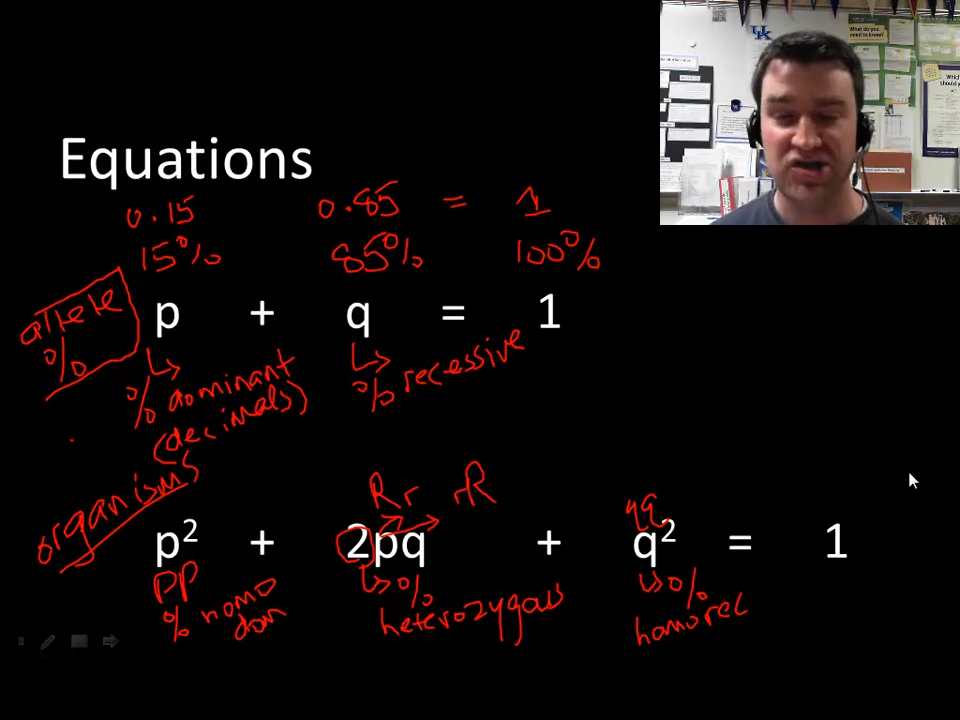 Equations
0.15 0.85 = 1
15% 85% 100%
allele
%
p + q = 1
% dominant
(decimals)
% recessive
organisms
Rr rR
qq
p² + 2pq + q² = 1
pp
% homo
dom
%
heterozygous
%
homo rec
UK